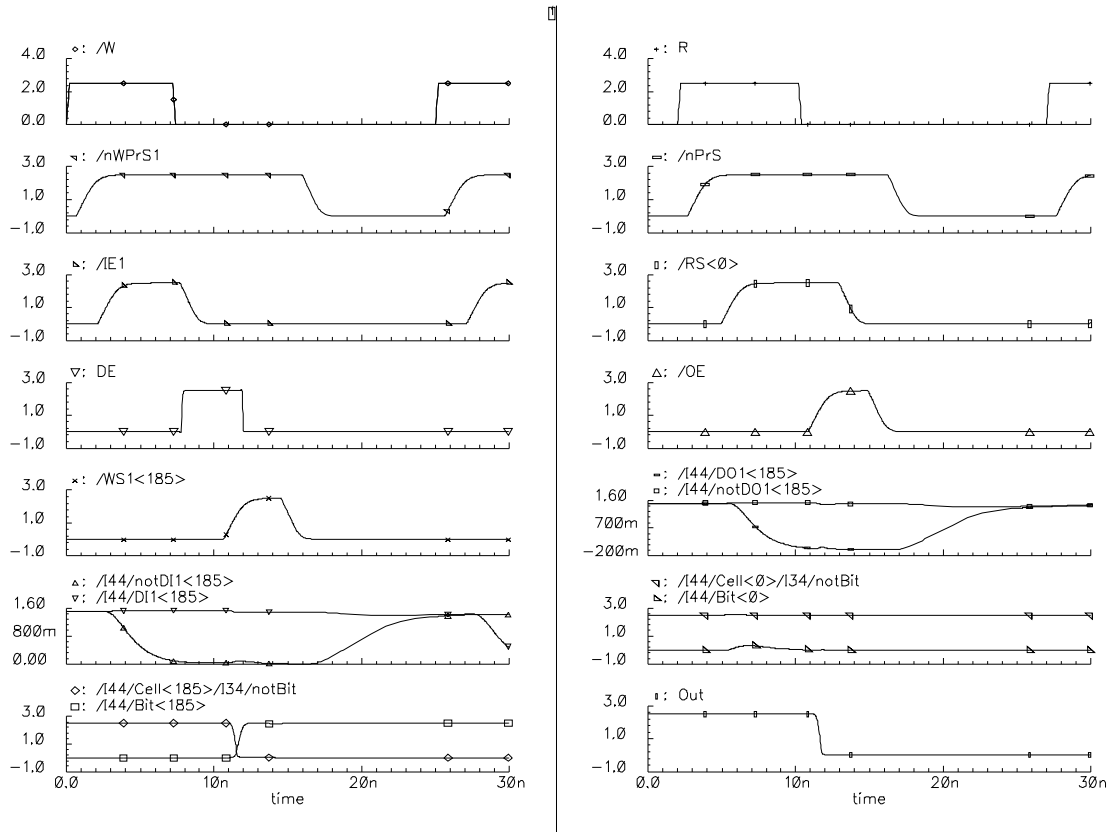 1
/W
4.0
2.0
0.0
/nWPrS1
3.0
1.0
-1.0
/IE1
3.0
1.0
-1.0
DE
3.0
1.0
-1.0
/WS1<185>
3.0
1.0
-1.0
/I44/notDI1<185>
/I44/DI1<185>
1.60
800m
0.00
/I44/Cell<185>/I34/notBit
/I44/Bit<185>
3.0
1.0
-1.0
0.0 10n 20n 30n
time
: R
4.0
2.0
0.0
: /nPrS
3.0
1.0
-1.0
: /RS<0>
3.0
1.0
-1.0
: /OE
3.0
1.0
-1.0
: /I44/DO1<185>
: /I44/notDO1<185>
1.60
700m
-200m
: /I44/Cell<0>/I34/notBit
: /I44/Bit<0>
3.0
1.0
-1.0
: Out
3.0
1.0
-1.0
0.0 10n 20n 30n
time